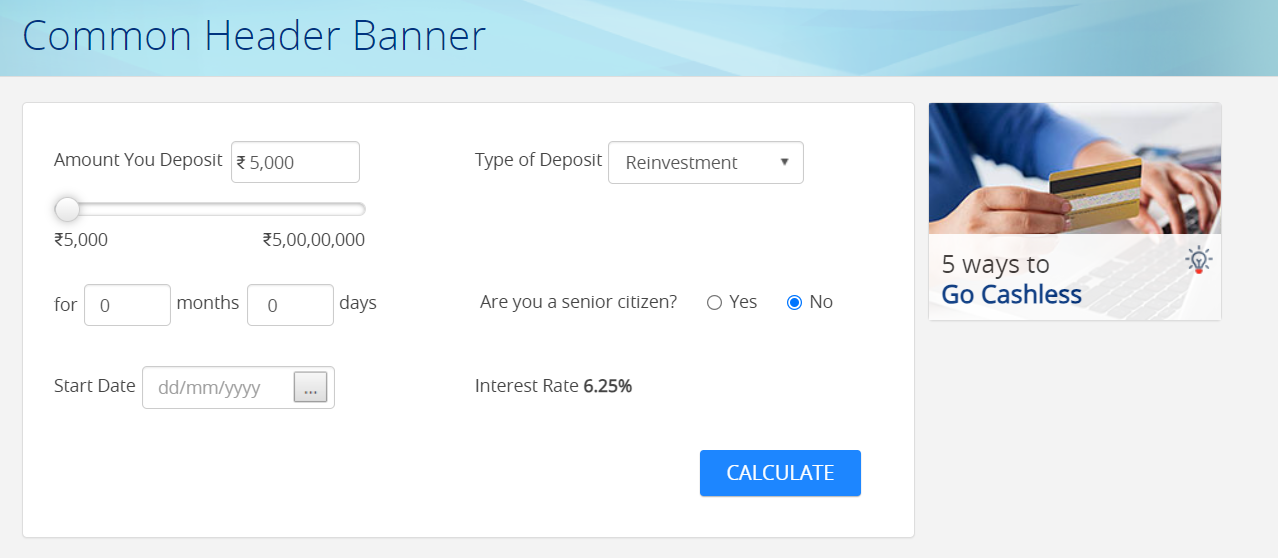 Common Header Banner
Amount You Deposit ₹ 5,000
Type of Deposit Reinvestment
₹5,000 ₹5,00,00,000
for 0 months 0 days
Are you a senior citizen? Yes No
Start Date dd/mm/yyyy ...
Interest Rate 6.25%
CALCULATE
5 ways to
Go Cashless